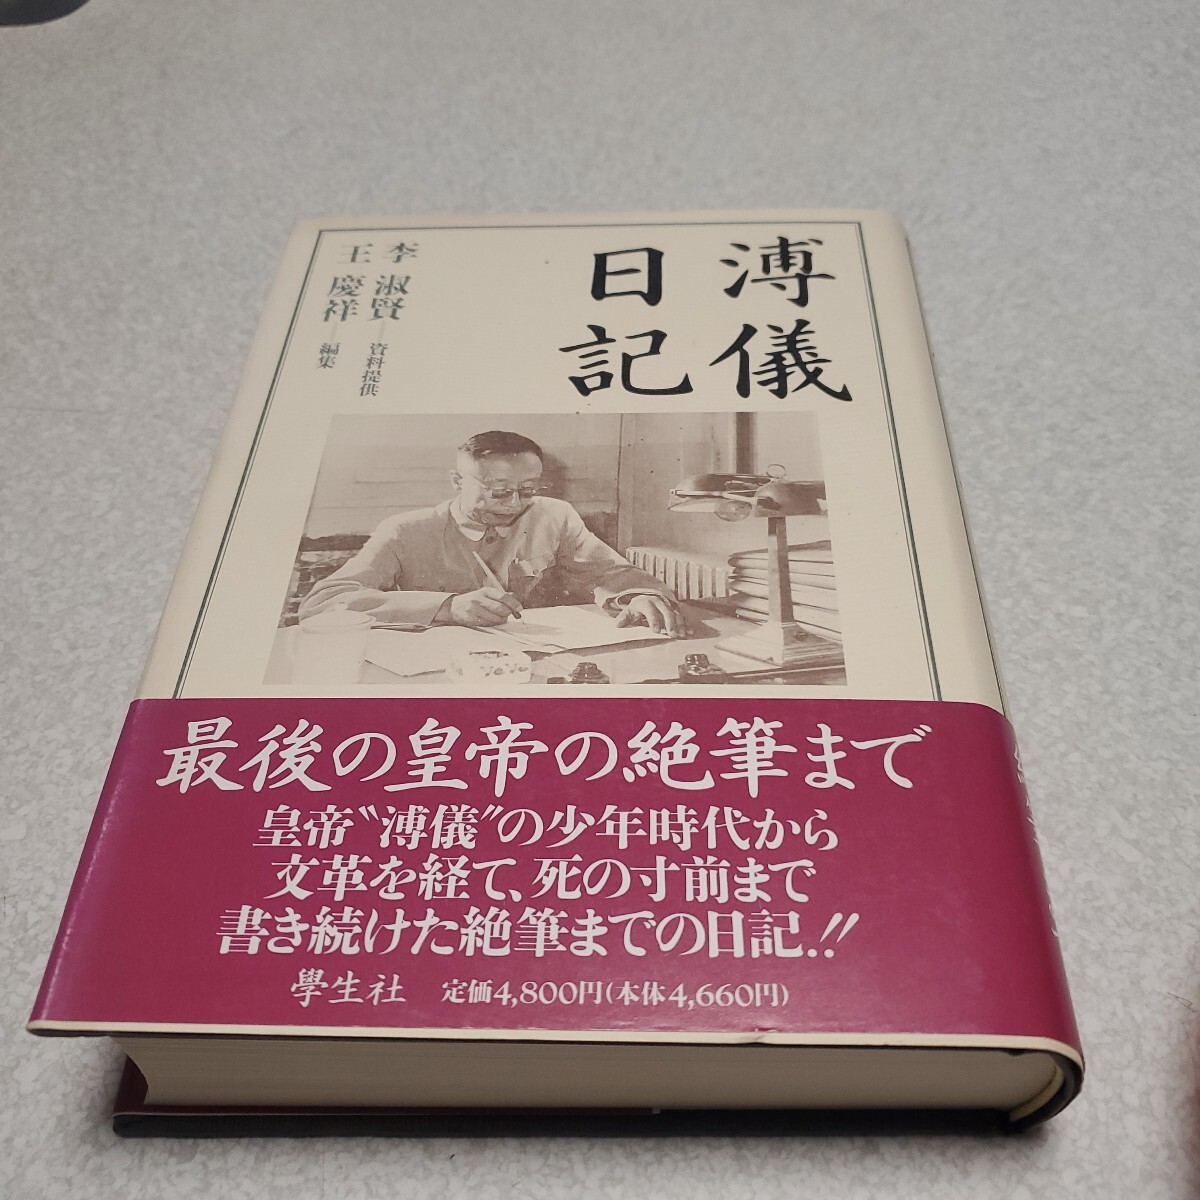 溥儀
日記
李淑賢―資料提供
王慶祥―編集
最後の皇帝の絶筆まで
皇帝〝溥儀〟の少年時代から
文革を経て、死の寸前まで
書き続けた絶筆までの日記.!!
學生社 定価4,800円(本体4,660円)